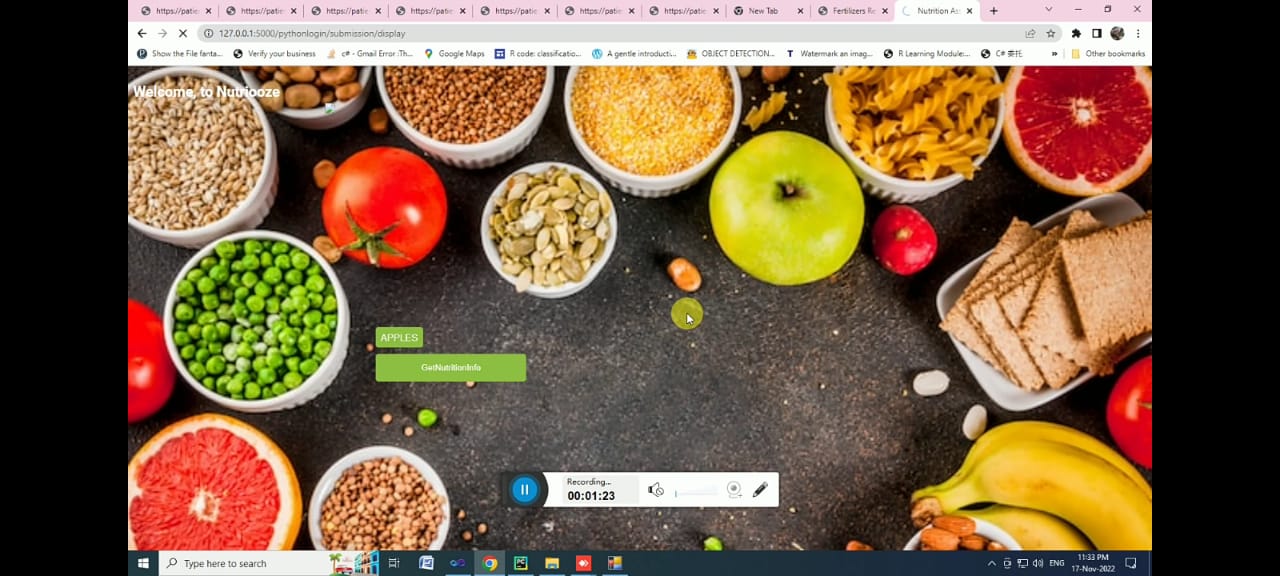 https://patie
https://patie
https://patie
https://patie
https://patie
https://patie
https://patie
New Tab
Fertilizers Re
Nutrition Ass
127.0.0.1:5000/pythonlogin/submission/display
Show the File fanta...
Verify your business
c# - Gmail Error :Th...
Google Maps
R code: classificatio...
A gentle introducti...
OBJECT DETECTION...
Watermark an imag...
R Learning Module:...
C# 委托
»
Other bookmarks
Welcome, to Nutriooze
APPLES
GetNutritionInfo
Recording...
00:01:23
Type here to search
ENG
11:33 PM
17-Nov-2022